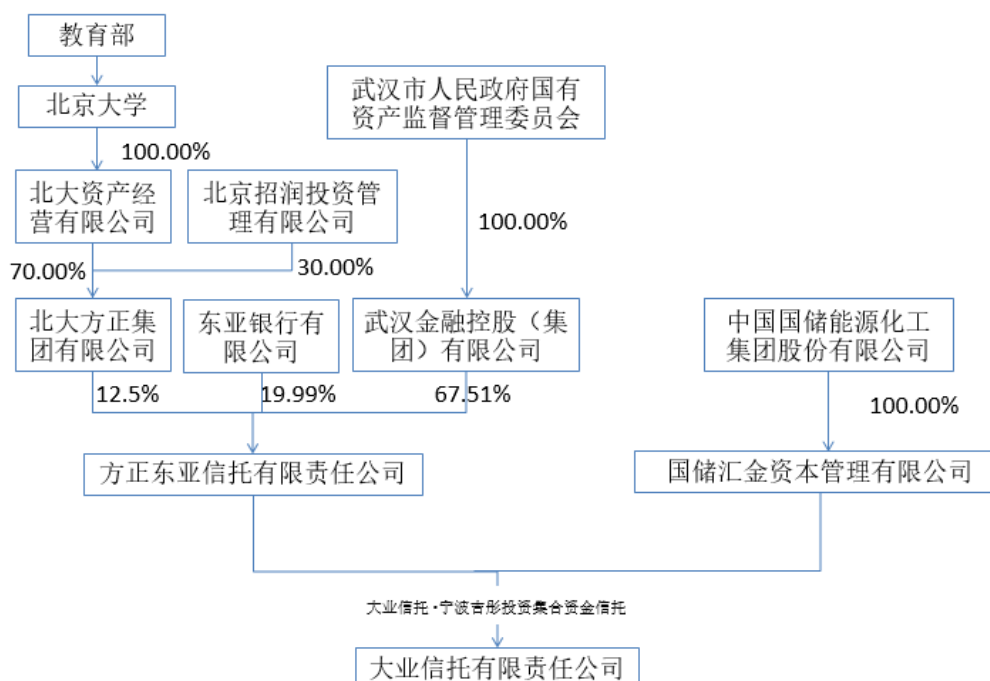 教育部
北京大学
武汉市人民政府国有
资产监督管理委员会
100.00%
北大资产经
营有限公司
北京招润投资管
理有限公司
100.00%
70.00%
30.00%
北大方正集
团有限公司
东亚银行有
限公司
武汉金融控股（集
团）有限公司
中国国储能源化工
集团股份有限公司
12.5%
19.99%
67.51%
100.00%
方正东亚信托有限责任公司
国储汇金资本管理有限公司
大业信托·宁波吉彤投资集合资金信托
大业信托有限责任公司